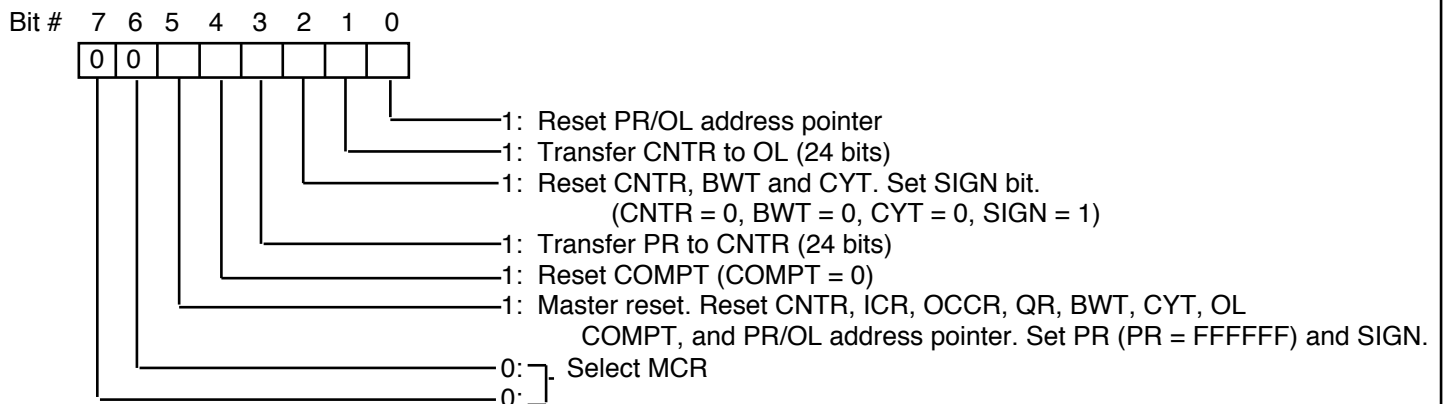 Bit # 7 6 5 4 3 2 1 0
0 0
1: Reset PR/OL address pointer
1: Transfer CNTR to OL (24 bits)
1: Reset CNTR, BWT and CYT. Set SIGN bit.
(CNTR = 0, BWT = 0, CYT = 0, SIGN = 1)
1: Transfer PR to CNTR (24 bits)
1: Reset COMPT (COMPT = 0)
1: Master reset. Reset CNTR, ICR, OCCR, QR, BWT, CYT, OL
COMPT, and PR/OL address pointer. Set PR (PR = FFFFFF) and SIGN.
0: Select MCR
0: